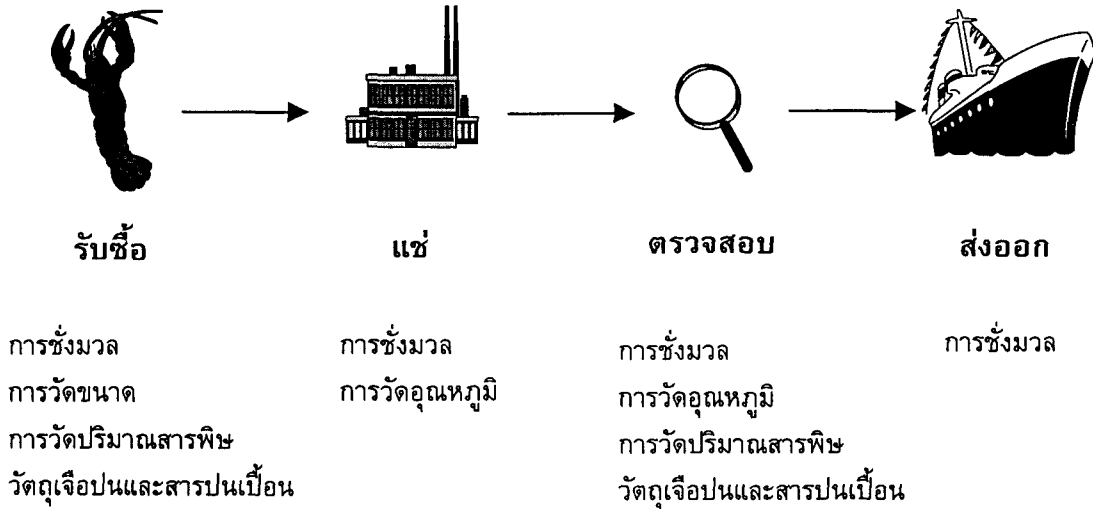 รับซื้อ
แช่
ตรวจสอบ
ส่งออก
การชั่งมวล
การวัดขนาด
การวัดปริมาณสารพิษ
วัตถุเจือปนและสารปนเปื้อน
การชั่งมวล
การวัดอุณหภูมิ
การชั่งมวล
การวัดอุณหภูมิ
การวัดปริมาณสารพิษ
วัตถุเจือปนและสารปนเปื้อน
การชั่งมวล